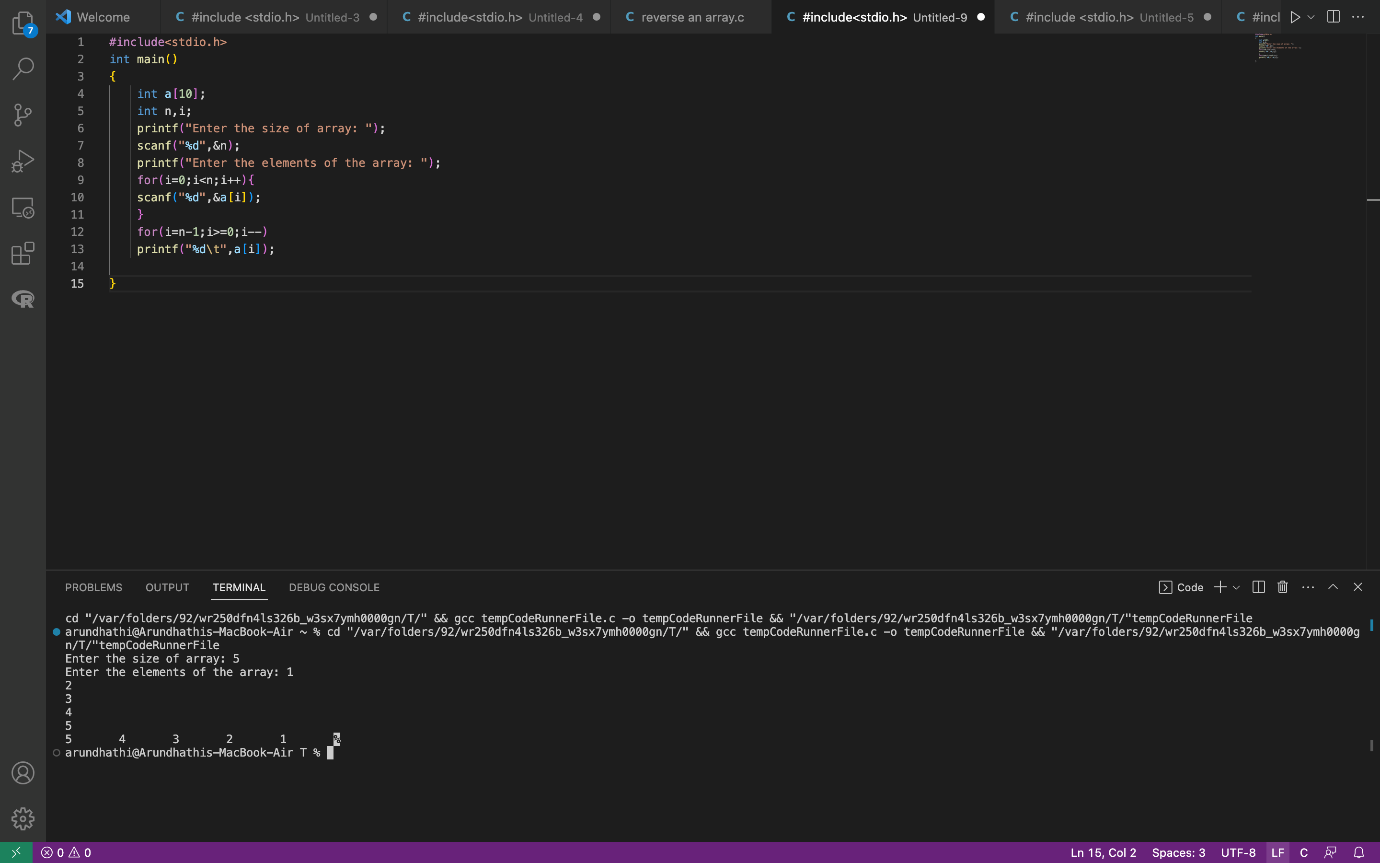 7
Welcome
#include <stdio.h> Untitled-3
#include<stdio.h> Untitled-4
reverse an array.c
#include<stdio.h> Untitled-9
#include <stdio.h> Untitled-5
#incl
1 #include<stdio.h>
2 int main()
3 {
4 int a[10];
5 int n,i;
6 printf("Enter the size of array: ");
7 scanf("%d",&n);
8 printf("Enter the elements of the array: ");
9 for(i=0;i<n;i++){
10 scanf("%d",&a[i]);
11 }
12 for(i=n-1;i>=0;i--)
13 printf("%d\t",a[i]);
14
15 }
PROBLEMS OUTPUT TERMINAL DEBUG CONSOLE Code
cd "/var/folders/92/wr250dfn4ls326b_w3sx7ymh0000gn/T/" && gcc tempCodeRunnerFile.c -o tempCodeRunnerFile && "/var/folders/92/wr250dfn4ls326b_w3sx7ymh0000gn/T/"tempCodeRunnerFile
arundhathi@Arundhathis-MacBook-Air ~ % cd "/var/folders/92/wr250dfn4ls326b_w3sx7ymh0000gn/T/" && gcc tempCodeRunnerFile.c -o tempCodeRunnerFile && "/var/folders/92/wr250dfn4ls326b_w3sx7ymh0000g
n/T/"tempCodeRunnerFile
Enter the size of array: 5
Enter the elements of the array: 1
2
3
4
5
5 4 3 2 1 %
arundhathi@Arundhathis-MacBook-Air T %
0 0 Ln 15, Col 2 Spaces: 3 UTF-8 LF C